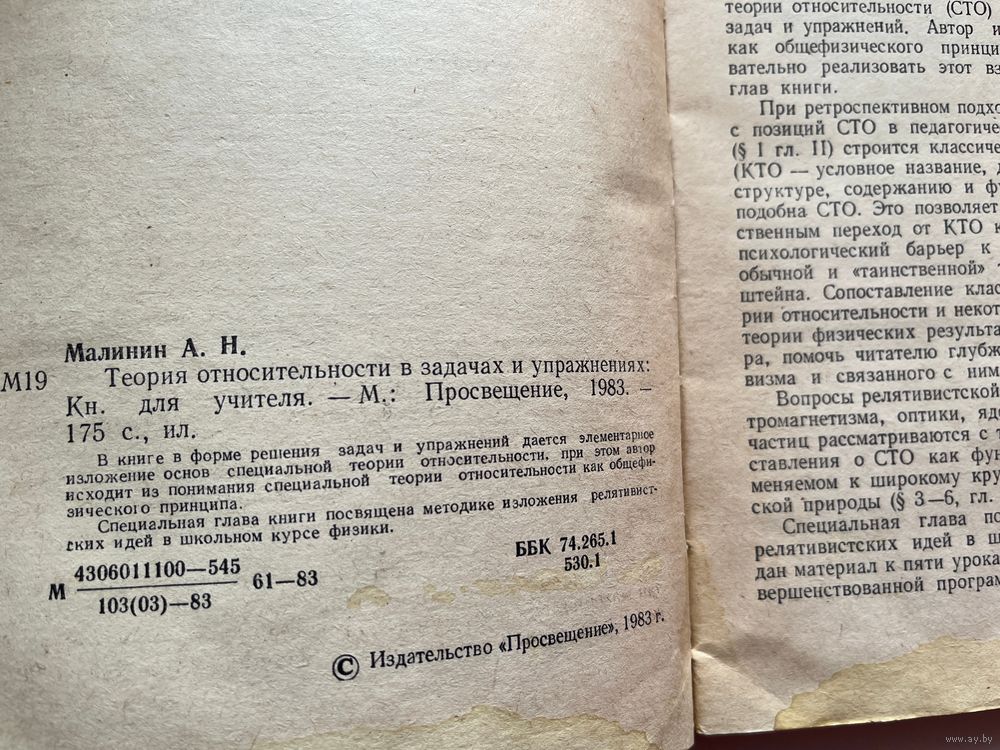 Малинин А. Н.
М19 Теория относительности в задачах и упражнениях:
Кн. для учителя. — М.: Просвещение, 1983. —
175 с., ил.
В книге в форме решения задач и упражнений дается элементарное
изложение основ специальной теории относительности, при этом автор
исходит из понимания специальной теории относительности как общефи-
зического принципа.
Специальная глава книги посвящена методике изложения релятивист-
ских идей в школьном курсе физики.
М 4306011100—545
103(03)—83
61—83
ББК 74.265.1
530.1
© Издательство «Просвещение», 1983 г.
теории относительности (СТО)
задач и упражнений. Автор и
как общефизического принци
вательно реализовать этот вз
глав книги.
При ретроспективном подхо
с позиций СТО в педагогиче
(§ 1 гл. II) строится классиче
(КТО — условное название, д
структуре, содержанию и ф
подобна СТО. Это позволяет
ственным переход от КТО к
психологический барьер к
обычной и «таинственной»
штейна. Сопоставление клас
рии относительности и некот
теории физических результа
ра, помочь читателю глубж
визма и связанного с ним
Вопросы релятивистской
тромагнетизма, оптики, яде
частиц рассматриваются с т
ставления о СТО как фун
меняемом к широкому кру
ской природы (§ 3—6, гл.
Специальная глава по
релятивистских идей в ш
дан материал к пяти урока
вершенствованной програм
www.ay.by